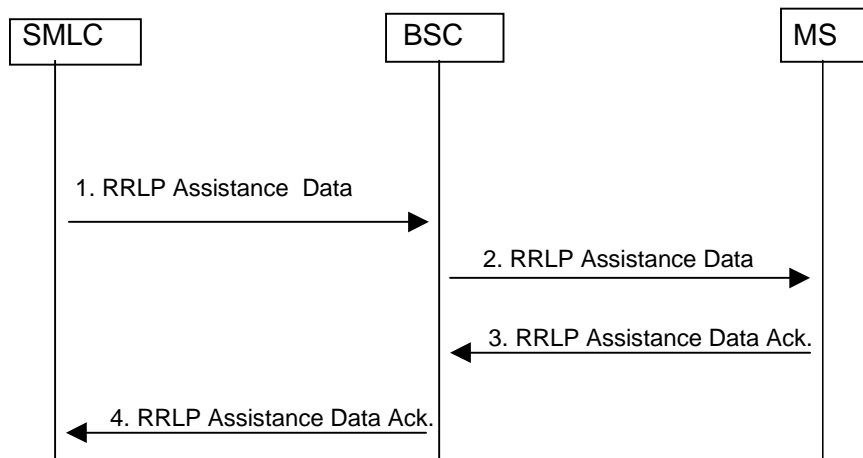 SMLC
BSC
MS
1. RRLP Assistance Data
2. RRLP Assistance Data
3. RRLP Assistance Data Ack.
4. RRLP Assistance Data Ack.